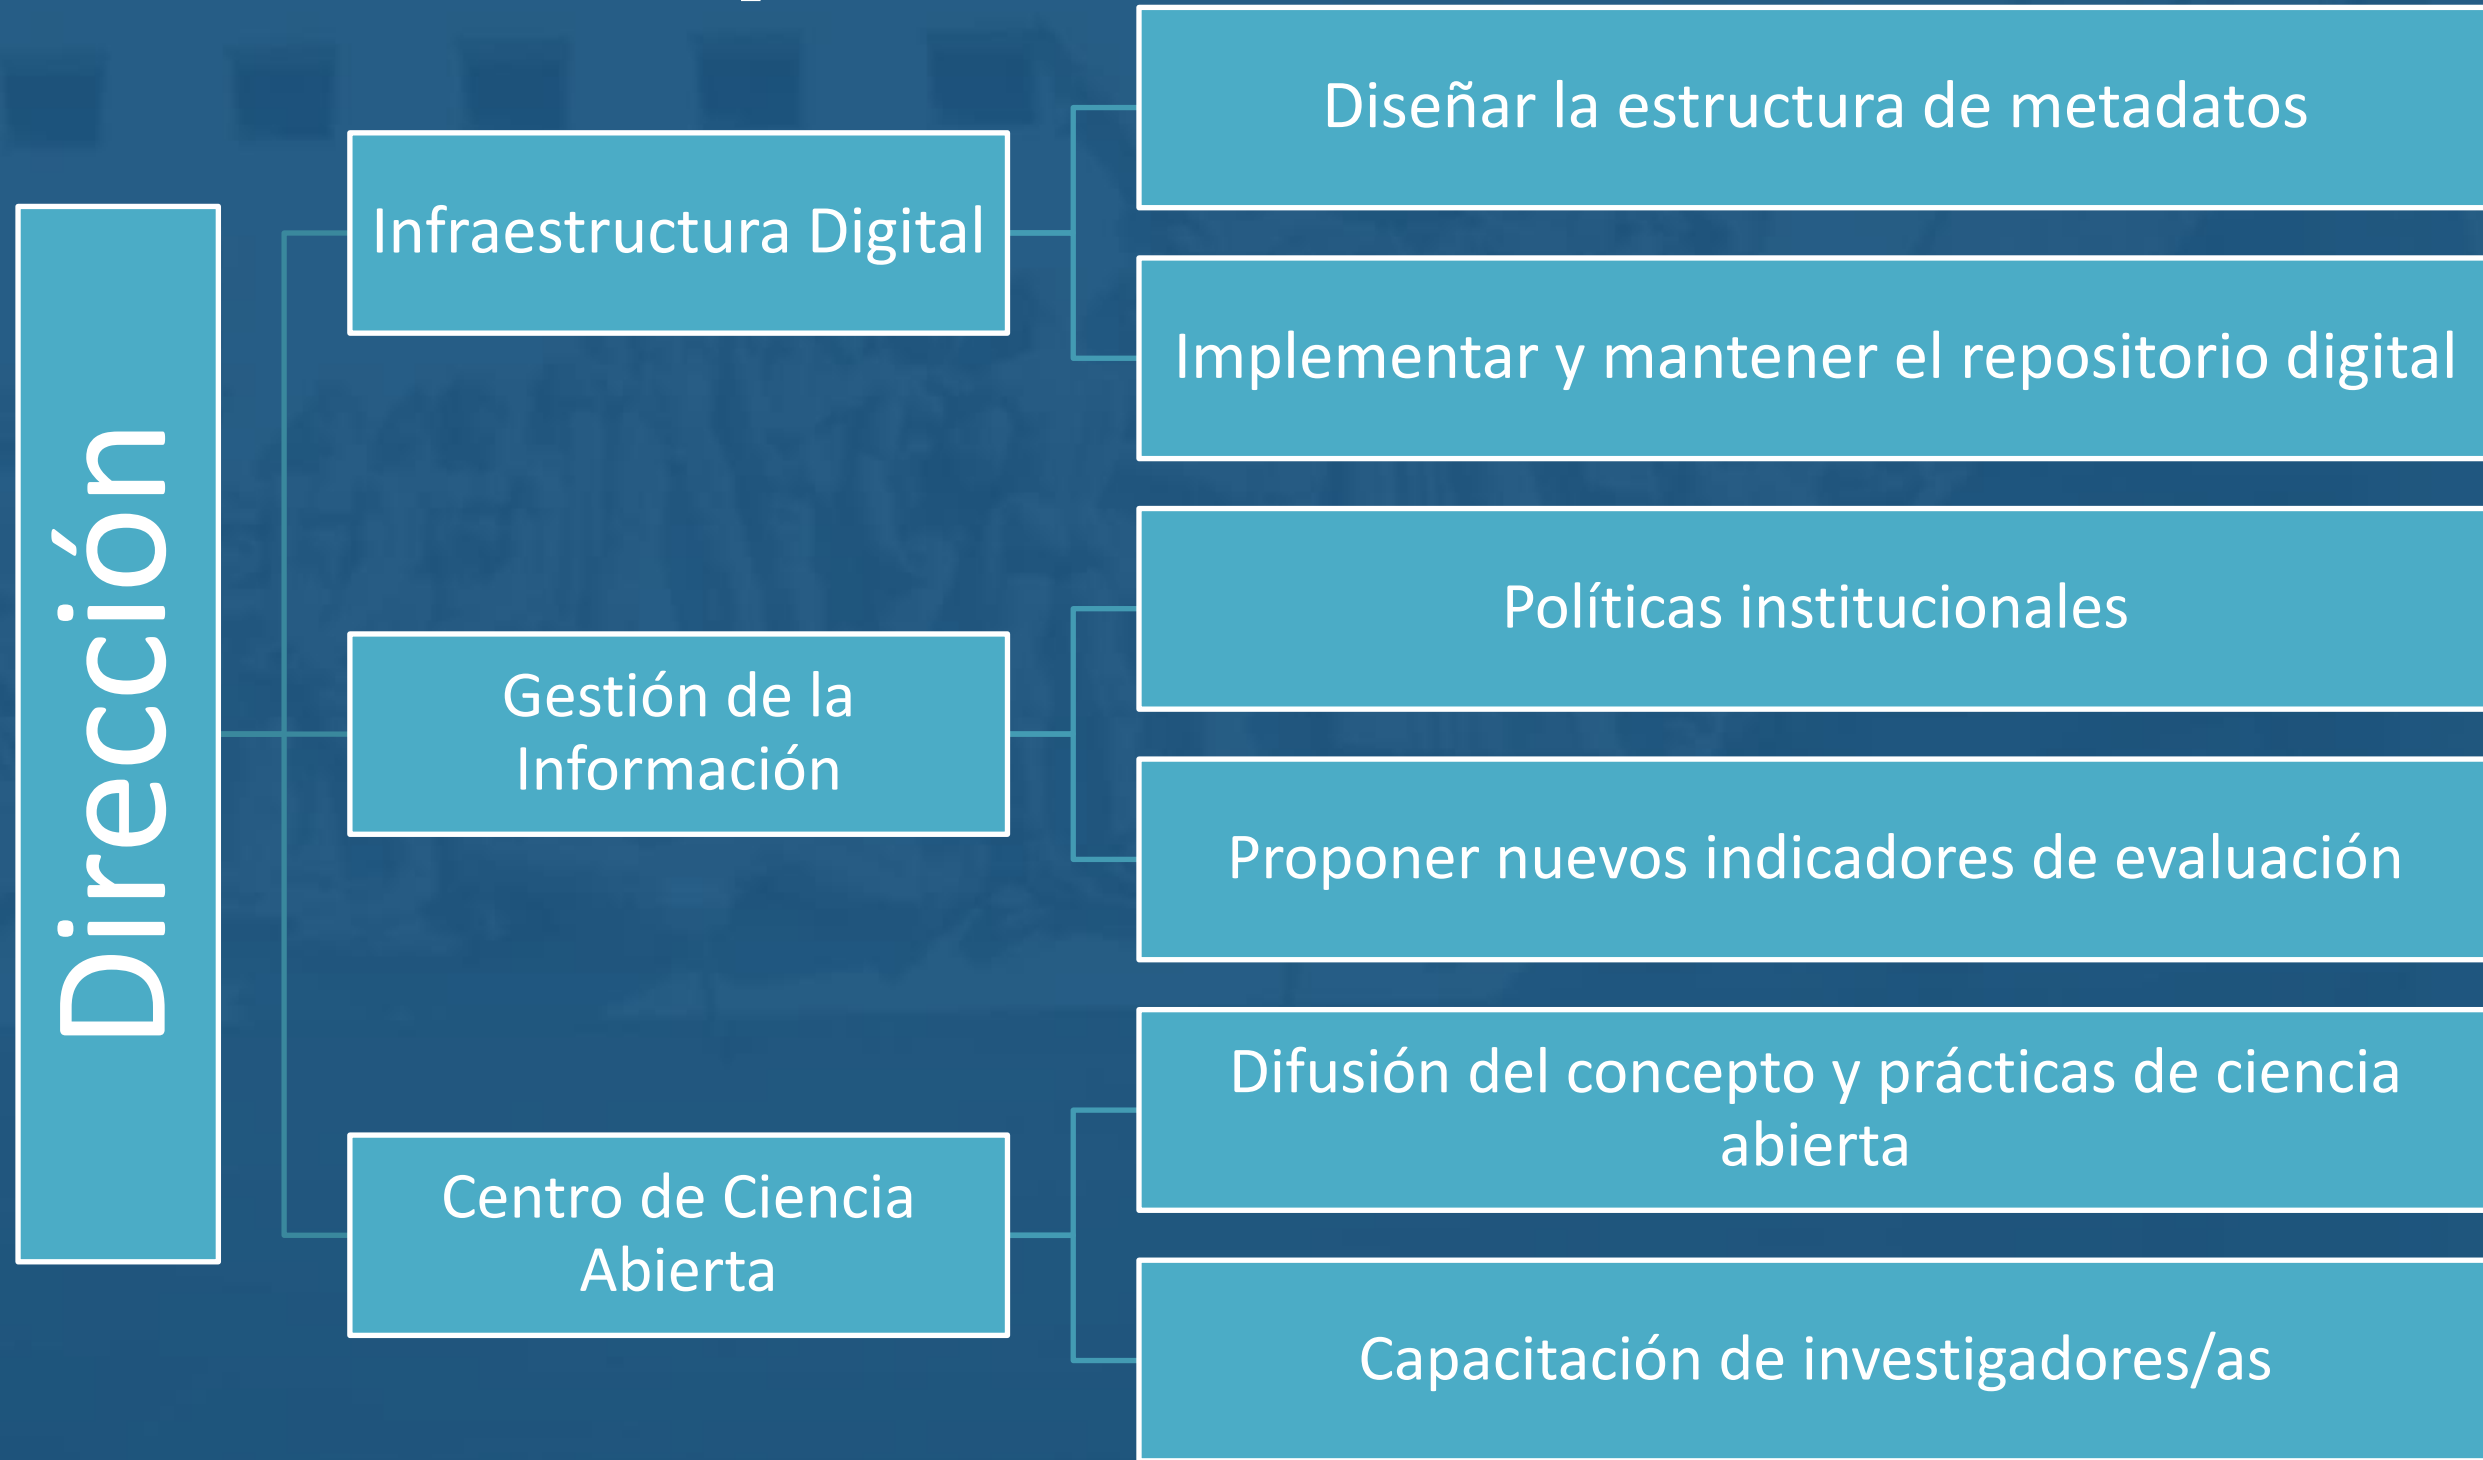 Dirección
Infraestructura Digital
Diseñar la estructura de metadatos
Implementar y mantener el repositorio digital
Gestión de la
Información
Políticas institucionales
Proponer nuevos indicadores de evaluación
Centro de Ciencia
Abierta
Difusión del concepto y prácticas de ciencia
abierta
Capacitación de investigadores/as